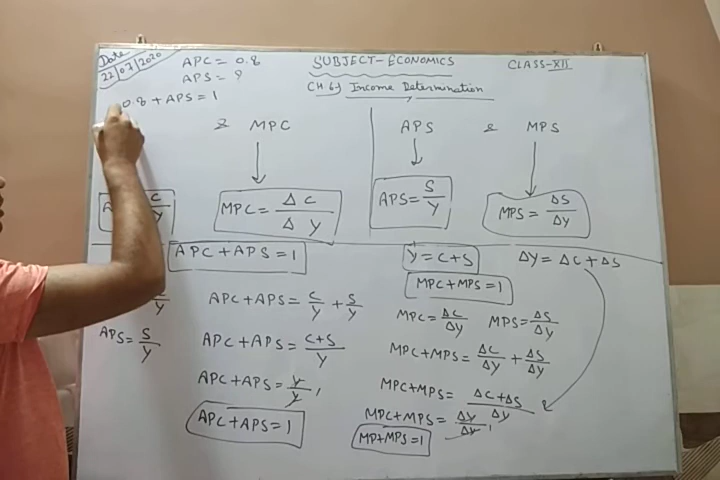 Date
22/07/2020
APC = 0.8
APS = ?
0.8 + APS = 1
SUBJECT-ECONOMICS
CH 6 → Income Determination
CLASS-XII
& MPC
APS & MPS
C/Y
MPC = ΔC/ΔY
APS = S/Y
MPS = ΔS/ΔY
APC + APS = 1
Y = C+S
ΔY = ΔC + ΔS
MPC + MPS = 1
APC + APS = C/Y + S/Y
APS = S/Y
APC + APS = C+S/Y
APC + APS = Y/Y 1
APC + APS = 1
MPC = ΔC/ΔY MPS = ΔS/ΔY
MPC + MPS = ΔC/ΔY + ΔS/ΔY
MPC + MPS = ΔC + ΔS/ΔY
MPC + MPS = ΔY/ΔY 1
MP + MPS = 1